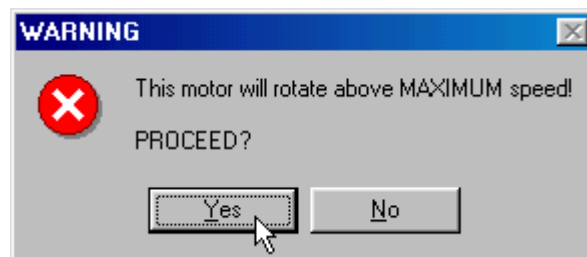 WARNING
This motor will rotate above MAXIMUM speed!
PROCEED?
Yes
No